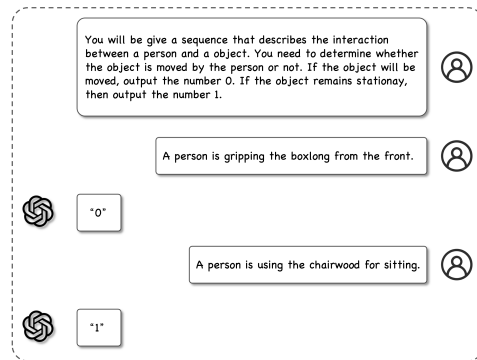 You will be give a sequence that describes the interaction
between a person and a object. You need to determine whether
the object is moved by the person or not. If the object will be
moved, output the number 0. If the object remains stationay,
then output the number 1.
A person is gripping the boxlong from the front.
“0”
A person is using the chairwood for sitting.
“1”